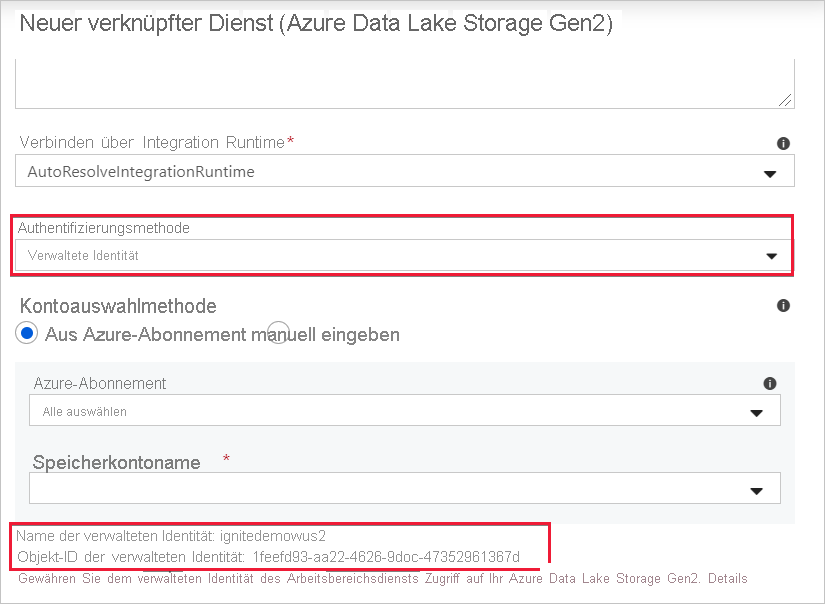 Neuer verknüpfter Dienst (Azure Data Lake Storage Gen2)
Verbinden über Integration Runtime*
AutoResolveIntegrationRuntime
Authentifizierungsmethode
Verwaltete Identität
Kontoauswahlmethode
Aus Azure-Abonnement manuell eingeben
Azure-Abonnement
Alle auswählen
Speicherkontoname *
Name der verwalteten Identität: ignitedemowus2
Objekt-ID der verwalteten Identität: 1feefd93-aa22-4626-9doc-47352961367d
Gewähren Sie dem verwalteten Identität des Arbeitsbereichsdiensts Zugriff auf Ihr Azure Data Lake Storage Gen2. Details